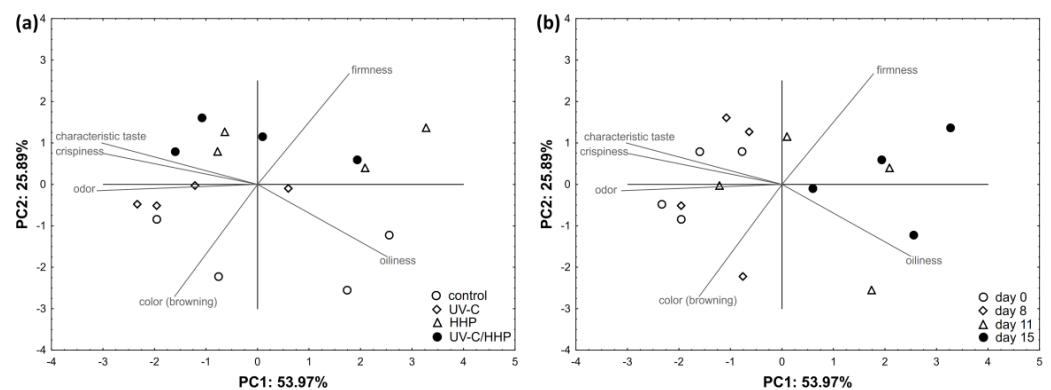 (a)
4
3
2
1
0
-1
-2
-3
-4
PC2: 25.89%
firmness
characteristic taste
crispiness
odor
oiliness
color (browning)
control
UV-C
HHP
UV-C/HHP
-4 -3 -2 -1 0 1 2 3 4 5
PC1: 53.97%
(b)
4
3
2
1
0
-1
-2
-3
-4
PC2: 25.89%
firmness
characteristic taste
crispiness
odor
oiliness
color (browning)
day 0
day 8
day 11
day 15
-4 -3 -2 -1 0 1 2 3 4 5
PC1: 53.97%